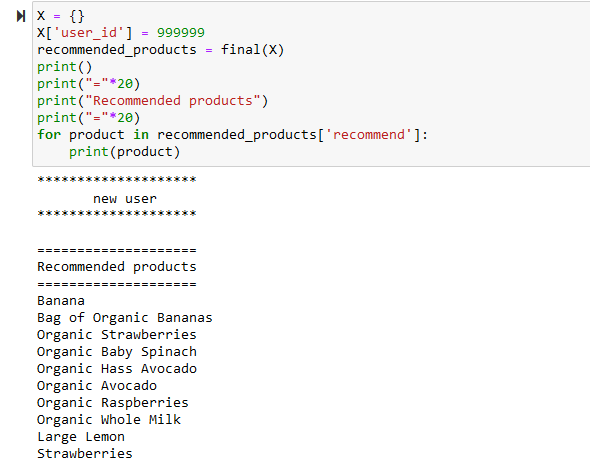 X = {}
X['user_id'] = 999999
recommended_products = final(X)
print()
print("="*20)
print("Recommended products")
print("="*20)
for product in recommended_products['recommend']:
    print(product)
********************
       new user
********************

====================
Recommended products
====================
Banana
Bag of Organic Bananas
Organic Strawberries
Organic Baby Spinach
Organic Hass Avocado
Organic Avocado
Organic Raspberries
Organic Whole Milk
Large Lemon
Strawberries